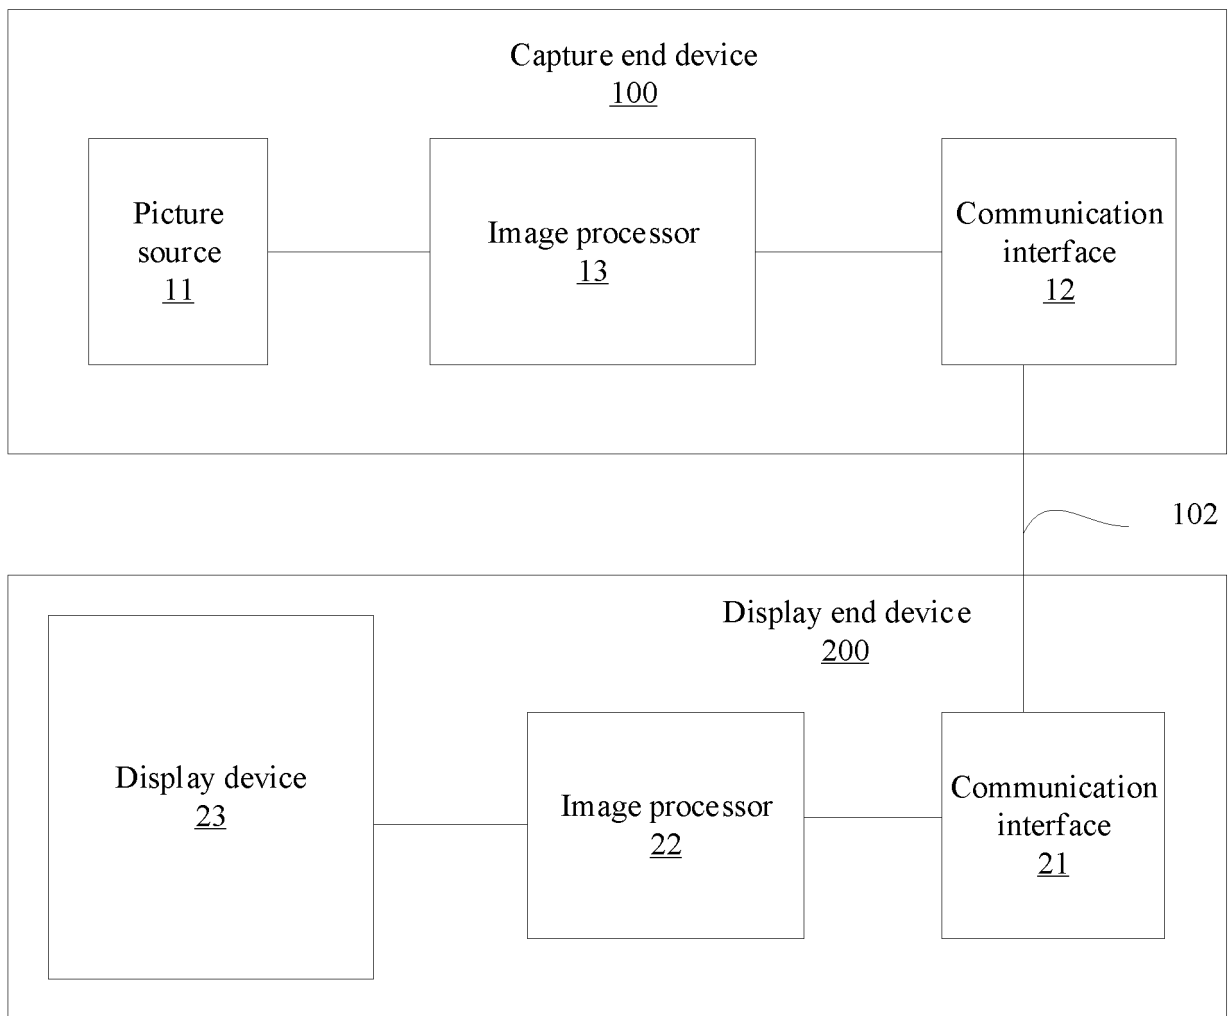 Capture end device
100
Picture
source
11
Image processor
13
Communication
interface
12
102
Display end device
200
Display device
23
Image processor
22
Communication
interface
21